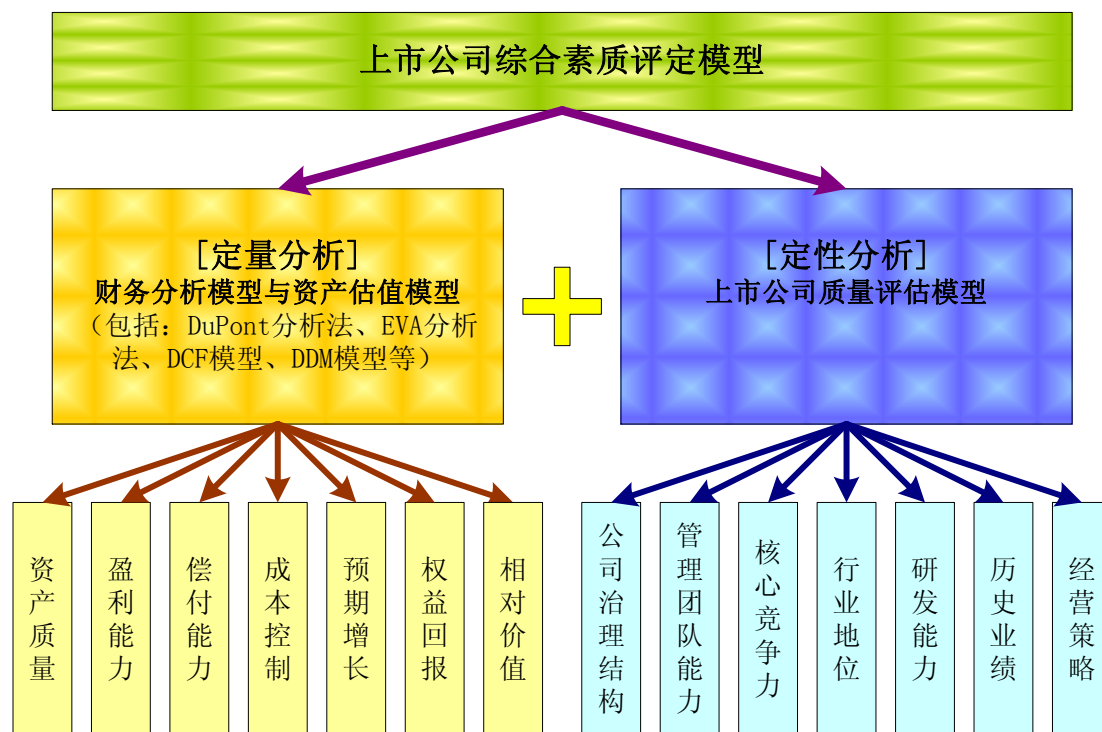 上市公司综合素质评定模型
[定量分析]
财务分析模型与资产估值模型
（包括：DuPont分析法、EVA分析
法、DCF模型、DDM模型等）
[定性分析]
上市公司质量评估模型
资产质量
盈利能力
偿付能力
成本控制
预期增长
权益回报
相对价值
公司治理结构
管理团队能力
核心竞争力
行业地位
研发能力
历史业绩
经营策略